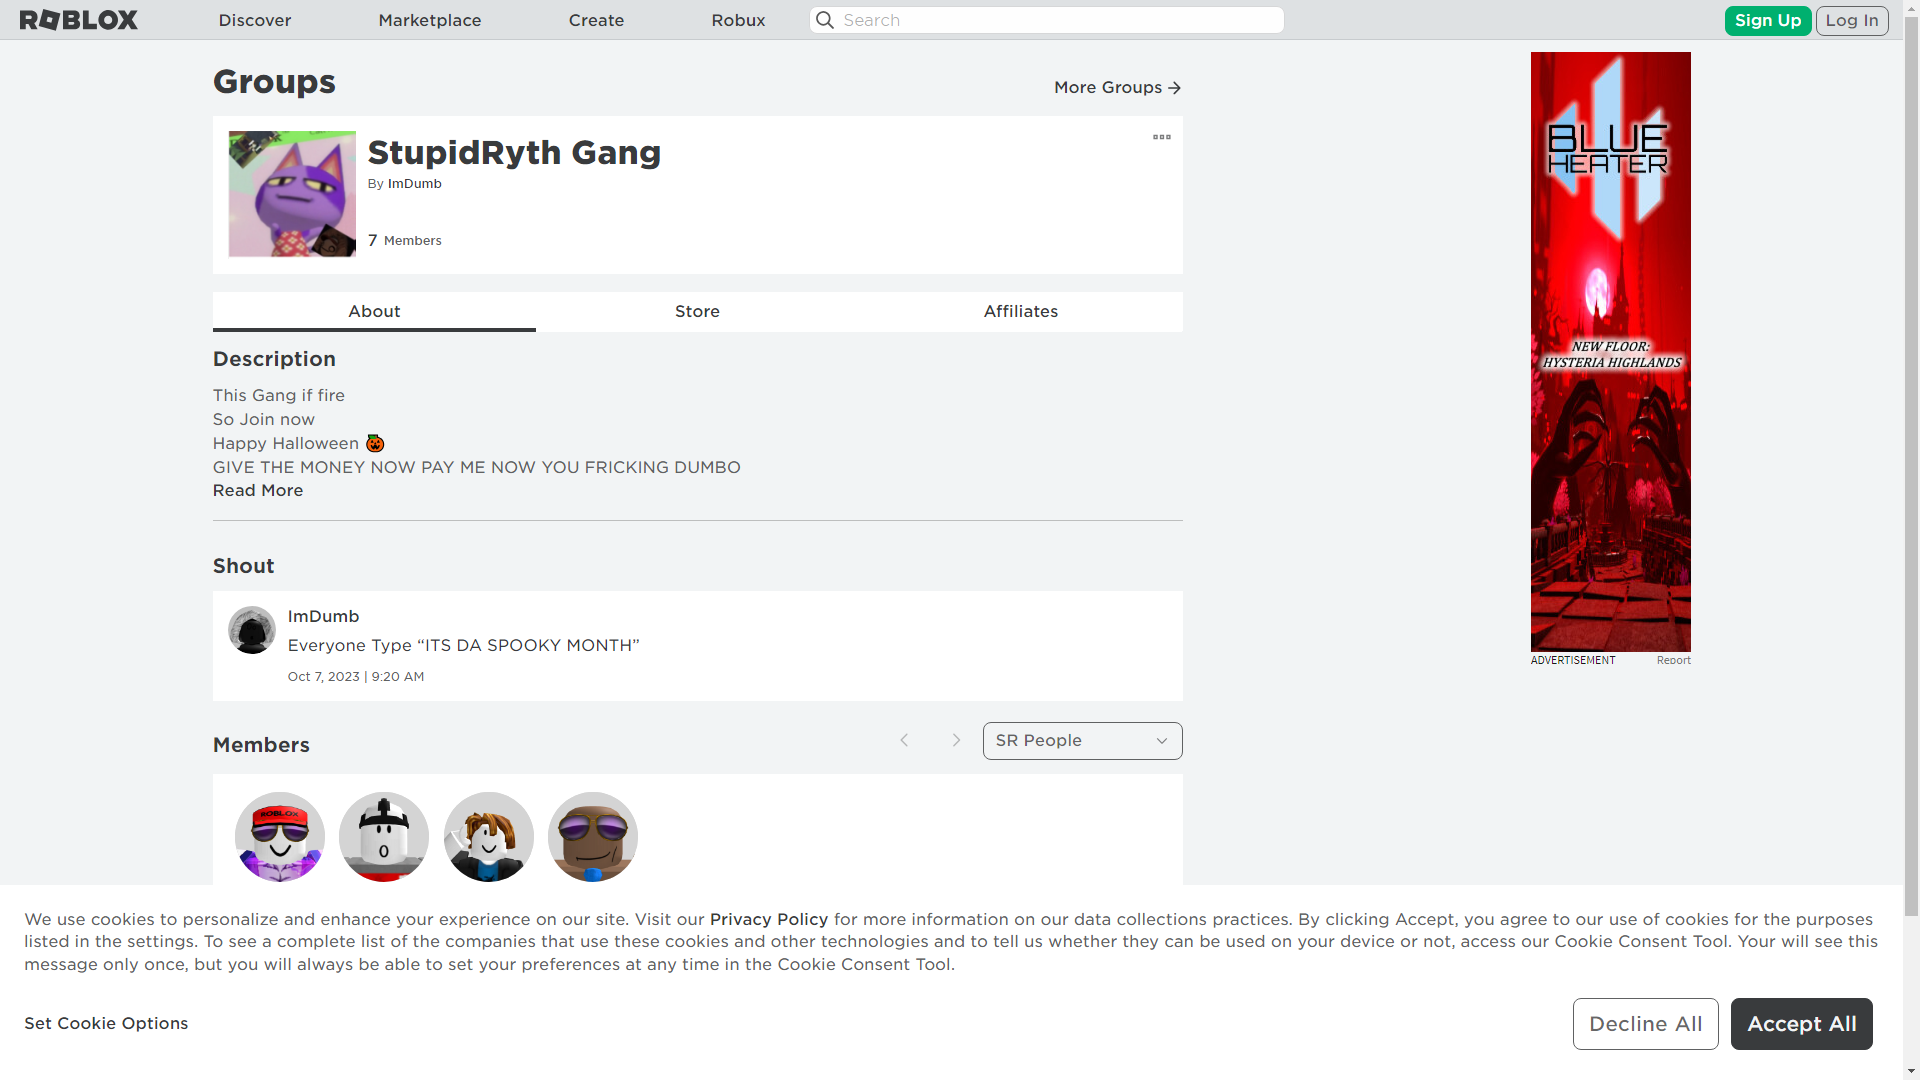 ROBLOX
Discover
Marketplace
Create
Robux
Search
Sign Up
Log In
Groups
More Groups
StupidRyth Gang
By ImDumb
7 Members
About
Store
Affiliates
Description
This Gang if fire
So Join now
Happy Halloween 🎃
GIVE THE MONEY NOW PAY ME NOW YOU FRICKING DUMBO
Read More
Shout
ImDumb
Everyone Type “ITS DA SPOOKY MONTH”
Oct 7, 2023 | 9:20 AM
Members
SR People
ROBLOX
BLUE
HEATER
NEW FLOOR:
HYSTERIA HIGHLANDS
ADVERTISEMENT
Report
We use cookies to personalize and enhance your experience on our site. Visit our Privacy Policy for more information on our data collections practices. By clicking Accept, you agree to our use of cookies for the purposes
listed in the settings. To see a complete list of the companies that use these cookies and other technologies and to tell us whether they can be used on your device or not, access our Cookie Consent Tool. Your will see this
message only once, but you will always be able to set your preferences at any time in the Cookie Consent Tool.
Set Cookie Options
Decline All
Accept All